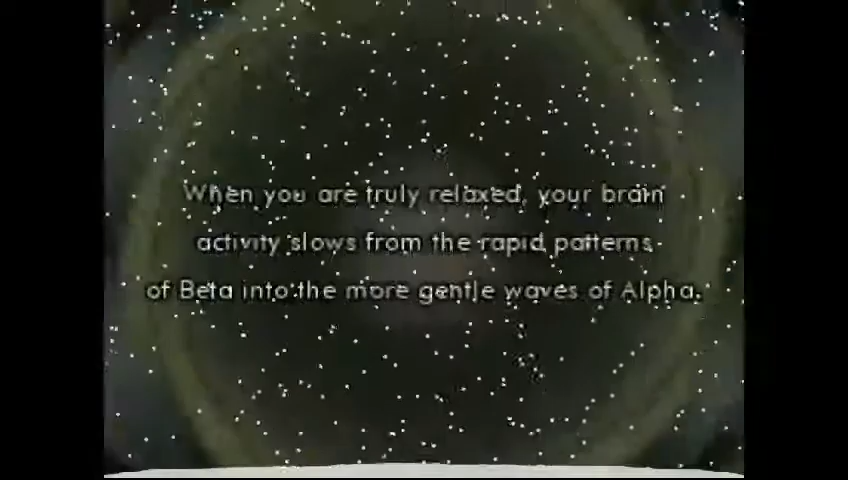 When you are truly relaxed, your brain
activity slows from the rapid patterns
of Beta into the more gentle waves of Alpha.